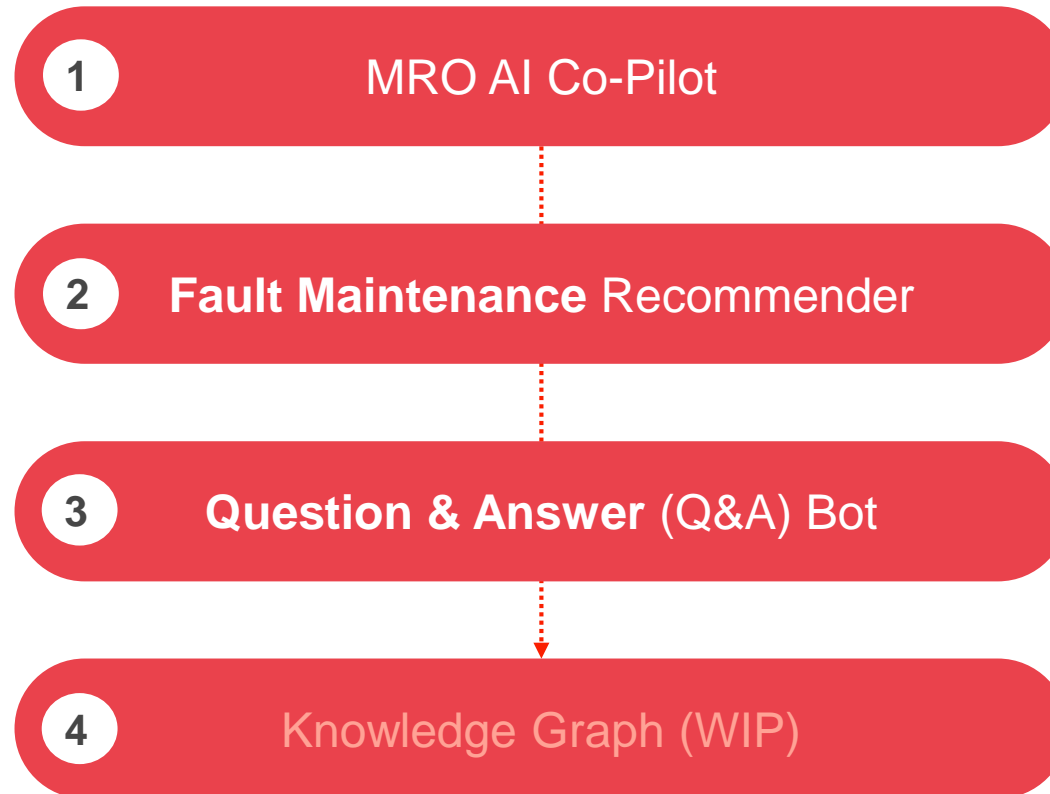 1
MRO AI Co-Pilot
2
Fault Maintenance Recommender
3
Question & Answer (Q&A) Bot
4
Knowledge Graph (WIP)